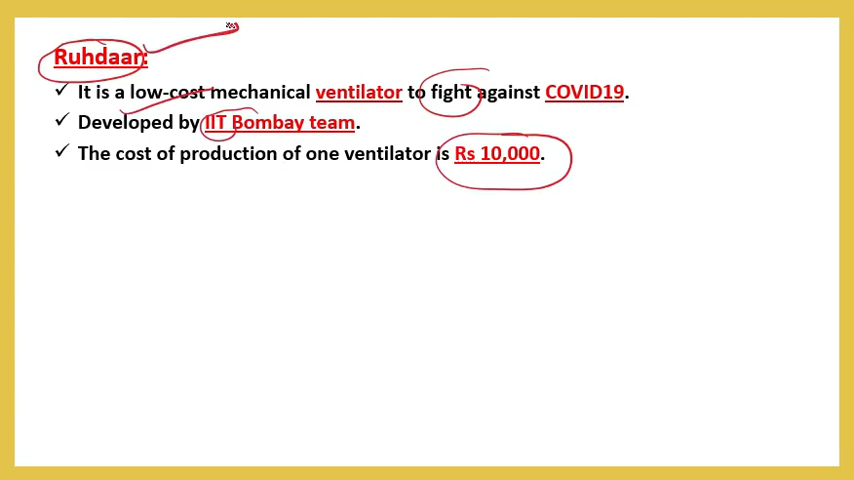 Ruhdaar:
✓ It is a low-cost mechanical ventilator to fight against COVID19.
✓ Developed by IIT Bombay team.
✓ The cost of production of one ventilator is Rs 10,000.